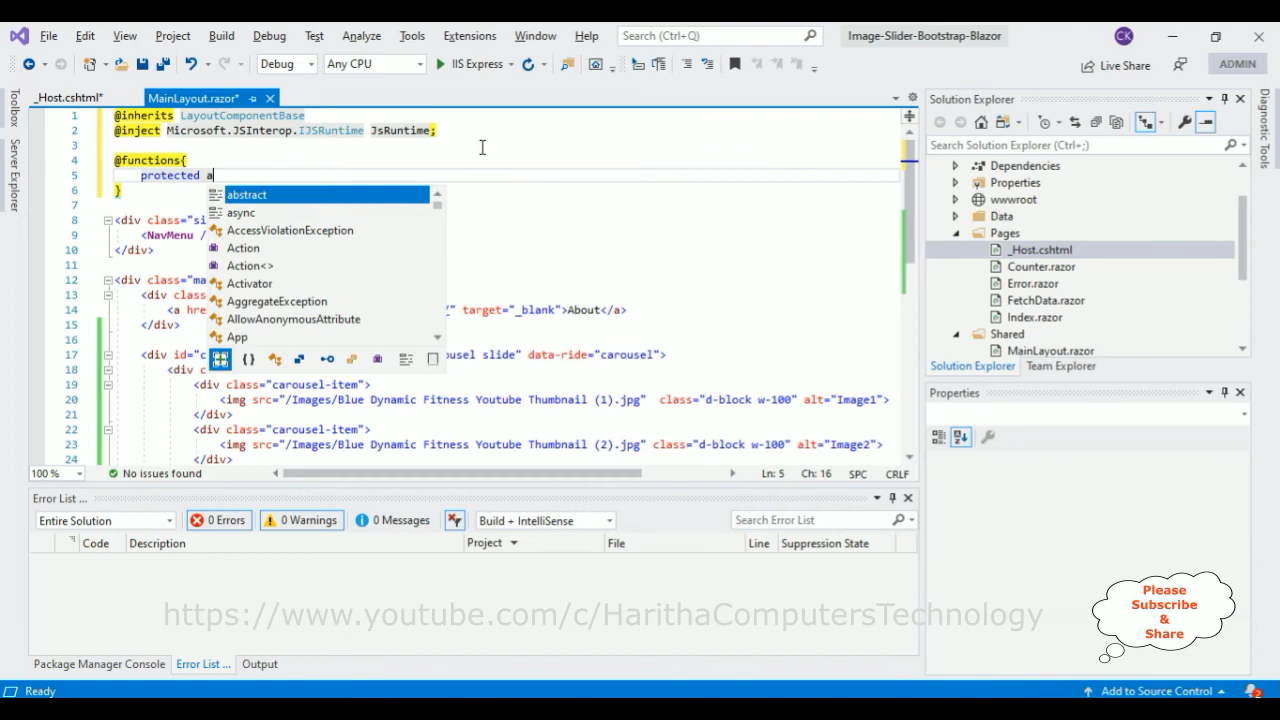 File Edit View Project Build Debug Test Analyze Tools Extensions Window Help Search (Ctrl+Q) Image-Slider-Bootstrap-Blazor CK
Debug Any CPU IIS Express Live Share ADMIN
Toolbox
Server Explorer
_Host.cshtml* MainLayout.razor*
1 @inherits LayoutComponentBase
2 @inject Microsoft.JSInterop.IJSRuntime JsRuntime;
3
4 @functions{
5 protected a
6 }
7
8 <div class="si
9 <NavMenu /
10 </div>
11
12 <div class="ma
13 <div clas
14 <a hre " target="_blank">About</a>
15 </div>
16
17 <div id="c ousel slide" data-ride="carousel">
18 <div c
19 <div class="carousel-item">
20 <img src="/Images/Blue Dynamic Fitness Youtube Thumbnail (1).jpg" class="d-block w-100" alt="Image1">
21 </div>
22 <div class="carousel-item">
23 <img src="/Images/Blue Dynamic Fitness Youtube Thumbnail (2).jpg" class="d-block w-100" alt="Image2">
24 </div>
abstract
async
AccessViolationException
Action
Action<>
Activator
AggregateException
AllowAnonymousAttribute
App
{}
100 % No issues found Ln: 5 Ch: 16 SPC CRLF
Error List ...
Entire Solution 0 Errors 0 Warnings 0 Messages Build + IntelliSense Search Error List
Code Description Project File Line Suppression State
https://www.youtube.com/c/HarithaComputersTechnology
Package Manager Console Error List ... Output
Solution Explorer
Search Solution Explorer (Ctrl+;)
Dependencies
Properties
wwwroot
Data
Pages
_Host.cshtml
Counter.razor
Error.razor
FetchData.razor
Index.razor
Shared
MainLayout.razor
Solution Explorer Team Explorer
Properties
Diagnostic Tools
Please
Subscribe
&
Share
Ready Add to Source Control 2